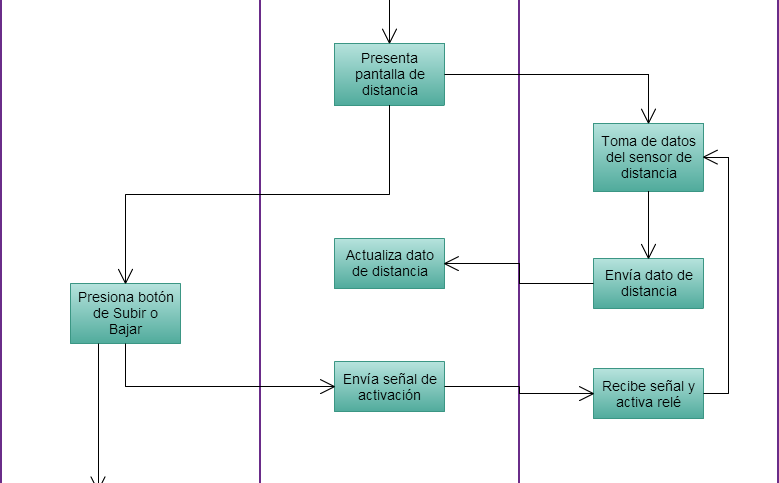 Presenta
pantalla de
distancia
Toma de datos
del sensor de
distancia
Actualiza dato
de distancia
Envía dato de
distancia
Presiona botón
de Subir o
Bajar
Envía señal de
activación
Recibe señal y
activa relé